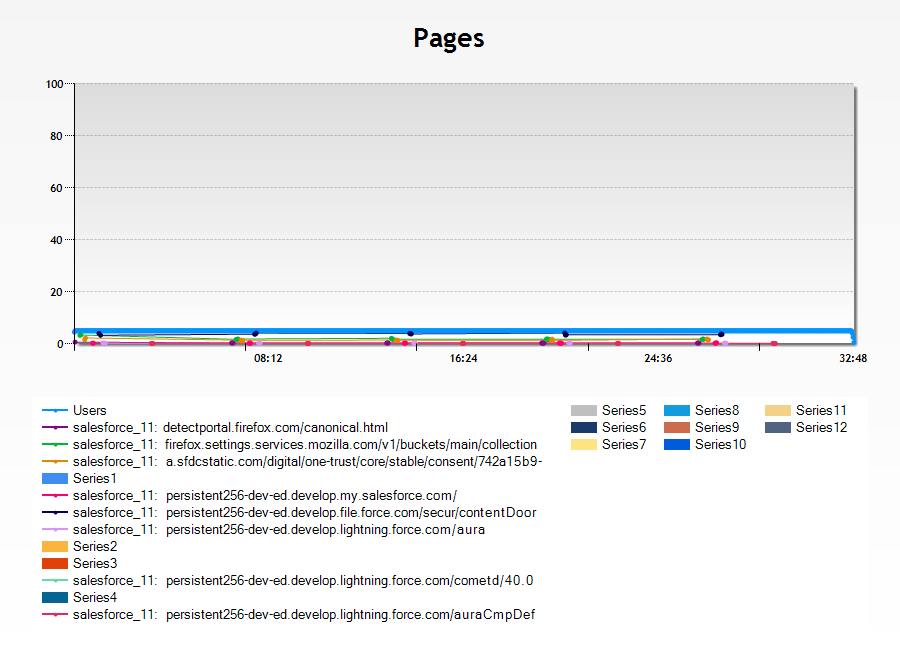 Pages
100
80
60
40
20
0
08:12 16:24 24:36 32:48
Users
salesforce_11: detectportal.firefox.com/canonical.html
salesforce_11: firefox.settings.services.mozilla.com/v1/buckets/main/collection
salesforce_11: a.sfdcstatic.com/digital/one-trust/core/stable/consent/742a15b9-
Series1
salesforce_11: persistent256-dev-ed.develop.my.salesforce.com/
salesforce_11: persistent256-dev-ed.develop.file.force.com/secur/contentDoor
salesforce_11: persistent256-dev-ed.develop.lightning.force.com/aura
Series2
Series3
salesforce_11: persistent256-dev-ed.develop.lightning.force.com/cometd/40.0
Series4
salesforce_11: persistent256-dev-ed.develop.lightning.force.com/auraCmpDef
Series5 Series8 Series11
Series6 Series9 Series12
Series7 Series10